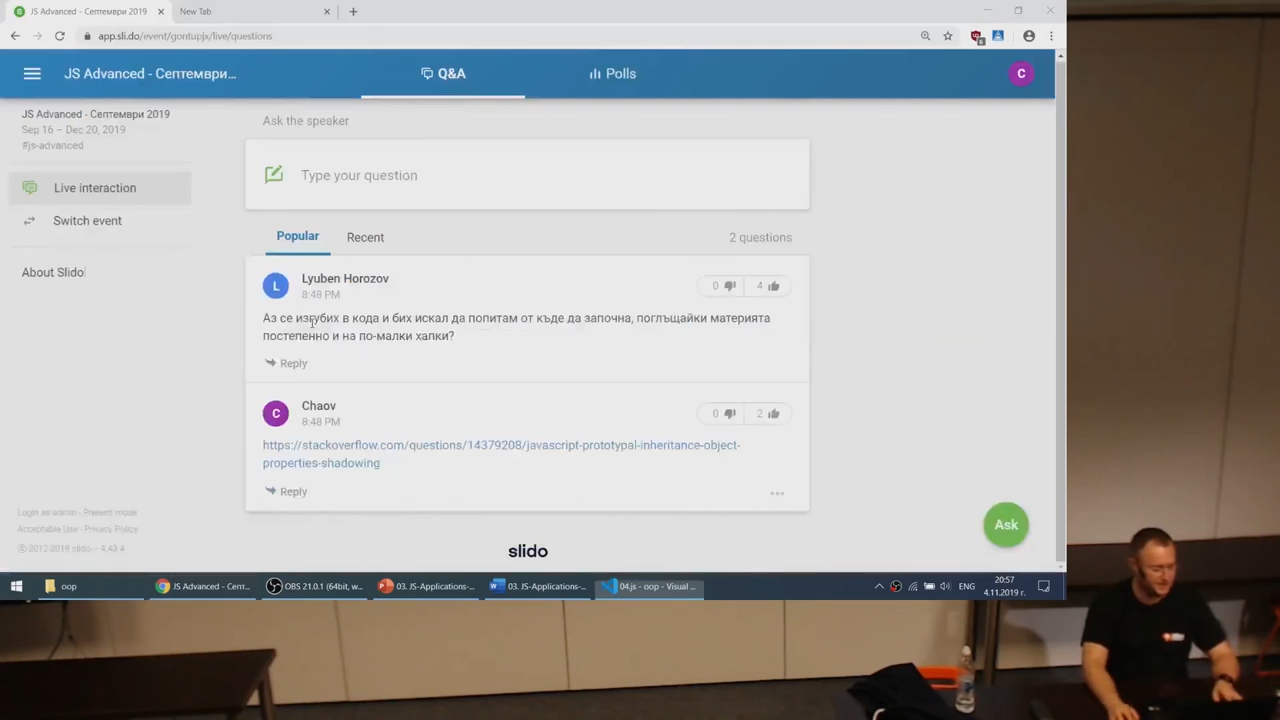 JS Advanced - Септември 2019
New Tab
app.sli.do/event/gontupjx/live/questions
JS Advanced - Септември...
Q&A
Polls
C
JS Advanced - Септември 2019
Sep 16 – Dec 20, 2019
#js-advanced
Live interaction
Switch event
About Slido
Ask the speaker
Type your question
Popular
Recent
2 questions
L
Lyuben Horozov
8:48 PM
0
4
Аз се изгубих в кода и бих искал да попитам от къде да започна, поглъщайки материята
постепенно и на по-малки хапки?
Reply
C
Chaov
8:48 PM
0
2
https://stackoverflow.com/questions/14379208/javascript-prototypal-inheritance-object-
properties-shadowing
Reply
Login as admin - Present mode
Acceptable Use - Privacy Policy
© 2012-2019 slido – 4.43.4
Ask
slido
oop
JS Advanced - Септ...
OBS 21.0.1 (64bit, w...
03. JS-Applications-...
03. JS-Applications-...
04.js - oop - Visual ...
ENG
20:57
4.11.2019 г.